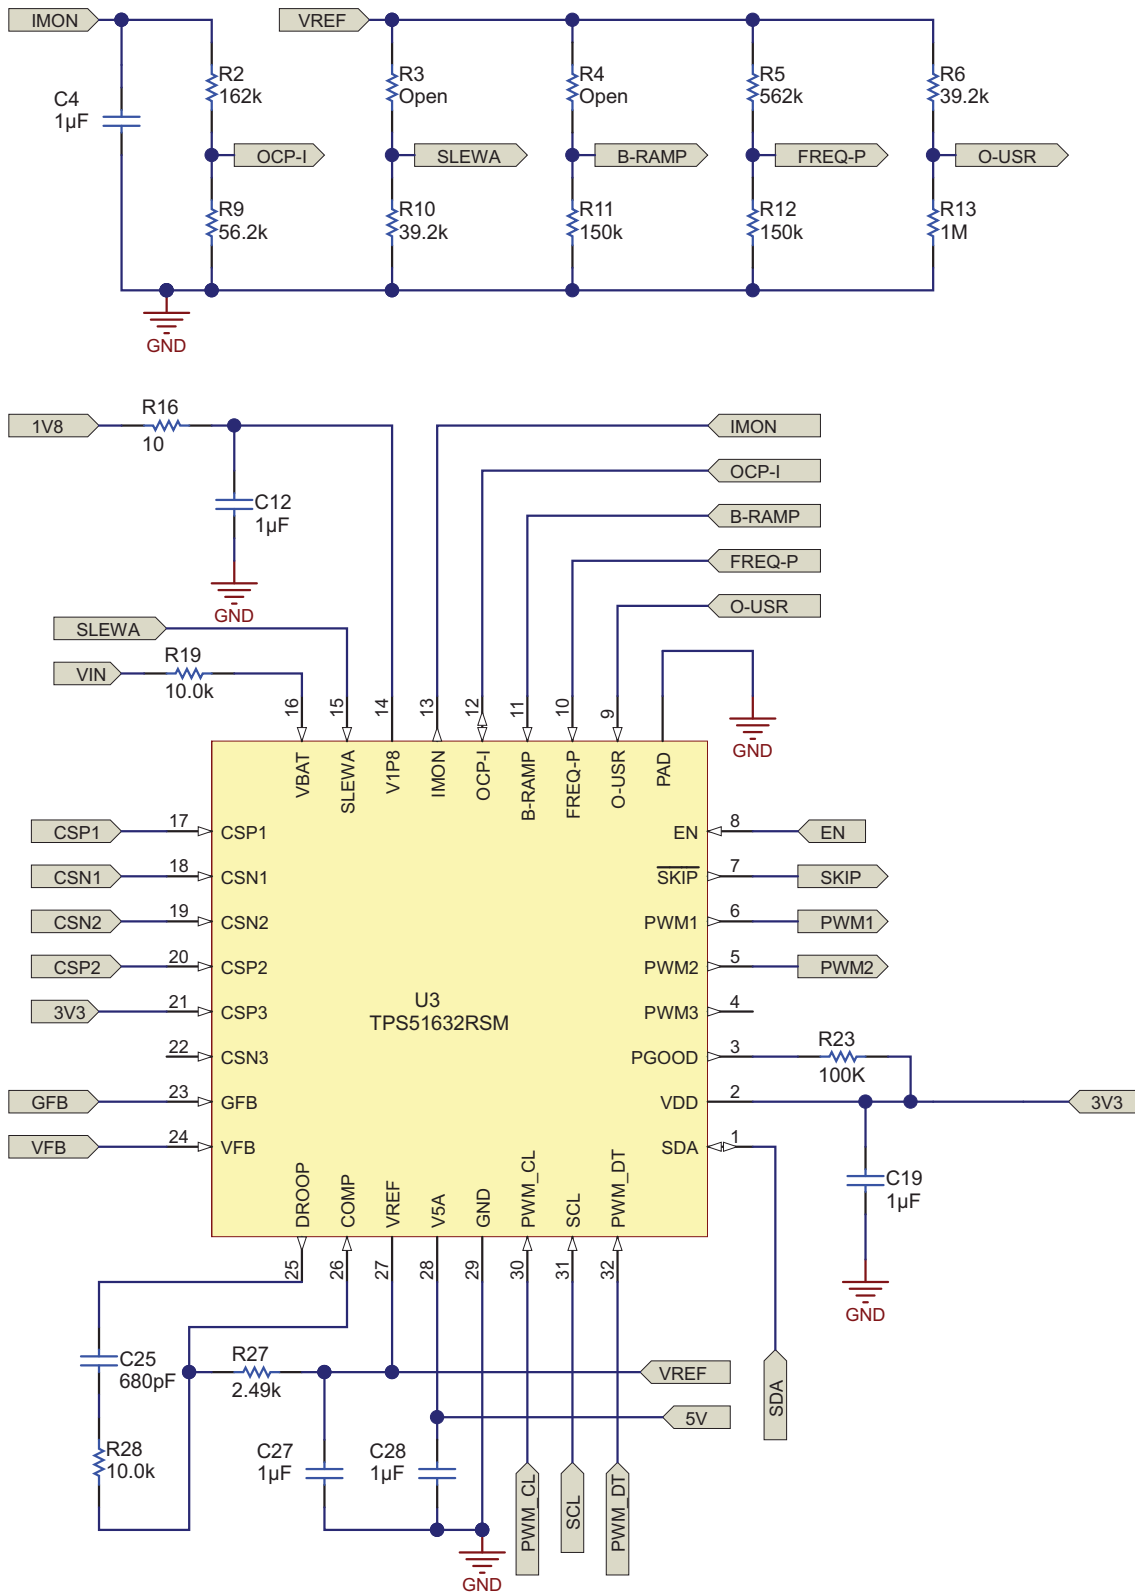 IMON
VREF
R2
162k
R3
Open
R4
Open
R5
562k
R6
39.2k
C4
1µF
OCP-I
SLEWA
B-RAMP
FREQ-P
O-USR
R9
56.2k
R10
39.2k
R11
150k
R12
150k
R13
1M
GND
1V8
R16
10
IMON
OCP-I
C12
1µF
B-RAMP
FREQ-P
GND
O-USR
SLEWA
VIN
R19
10.0k
16
15
14
13
12
11
10
9
GND
VBAT
SLEWA
V1P8
IMON
OCP-I
B-RAMP
FREQ-P
O-USR
PAD
CSP1
17
CSP1
EN
8
EN
CSN1
18
CSN1
SKIP
7
SKIP
CSN2
19
CSN2
PWM1
6
PWM1
CSP2
20
CSP2
PWM2
5
PWM2
3V3
21
CSP3
U3
TPS51632RSM
PWM3
4
22
CSN3
PGOOD
3
R23
100K
GFB
23
GFB
VDD
2
3V3
VFB
24
VFB
SDA
1
DROOP
COMP
VREF
V5A
GND
PWM_CL
SCL
PWM_DT
C19
1µF
25
26
27
28
29
30
31
32
GND
C25
680pF
R27
2.49k
VREF
SDA
5V
R28
10.0k
C27
1µF
C28
1µF
PWM_CL
SCL
PWM_DT
GND